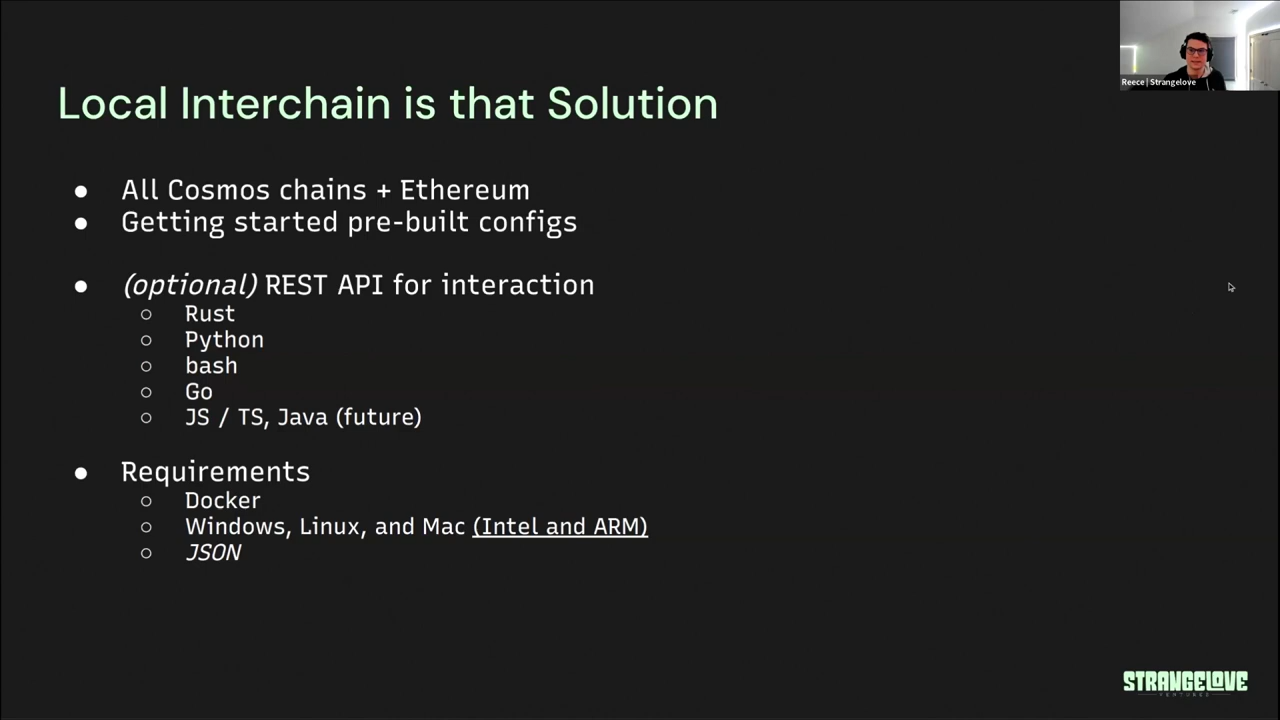 Reece | Strangelove
Local Interchain is that Solution
● All Cosmos chains + Ethereum
● Getting started pre-built configs
● (optional) REST API for interaction
○ Rust
○ Python
○ bash
○ Go
○ JS / TS, Java (future)
● Requirements
○ Docker
○ Windows, Linux, and Mac (Intel and ARM)
○ JSON
STRANGELOVE
VENTURES